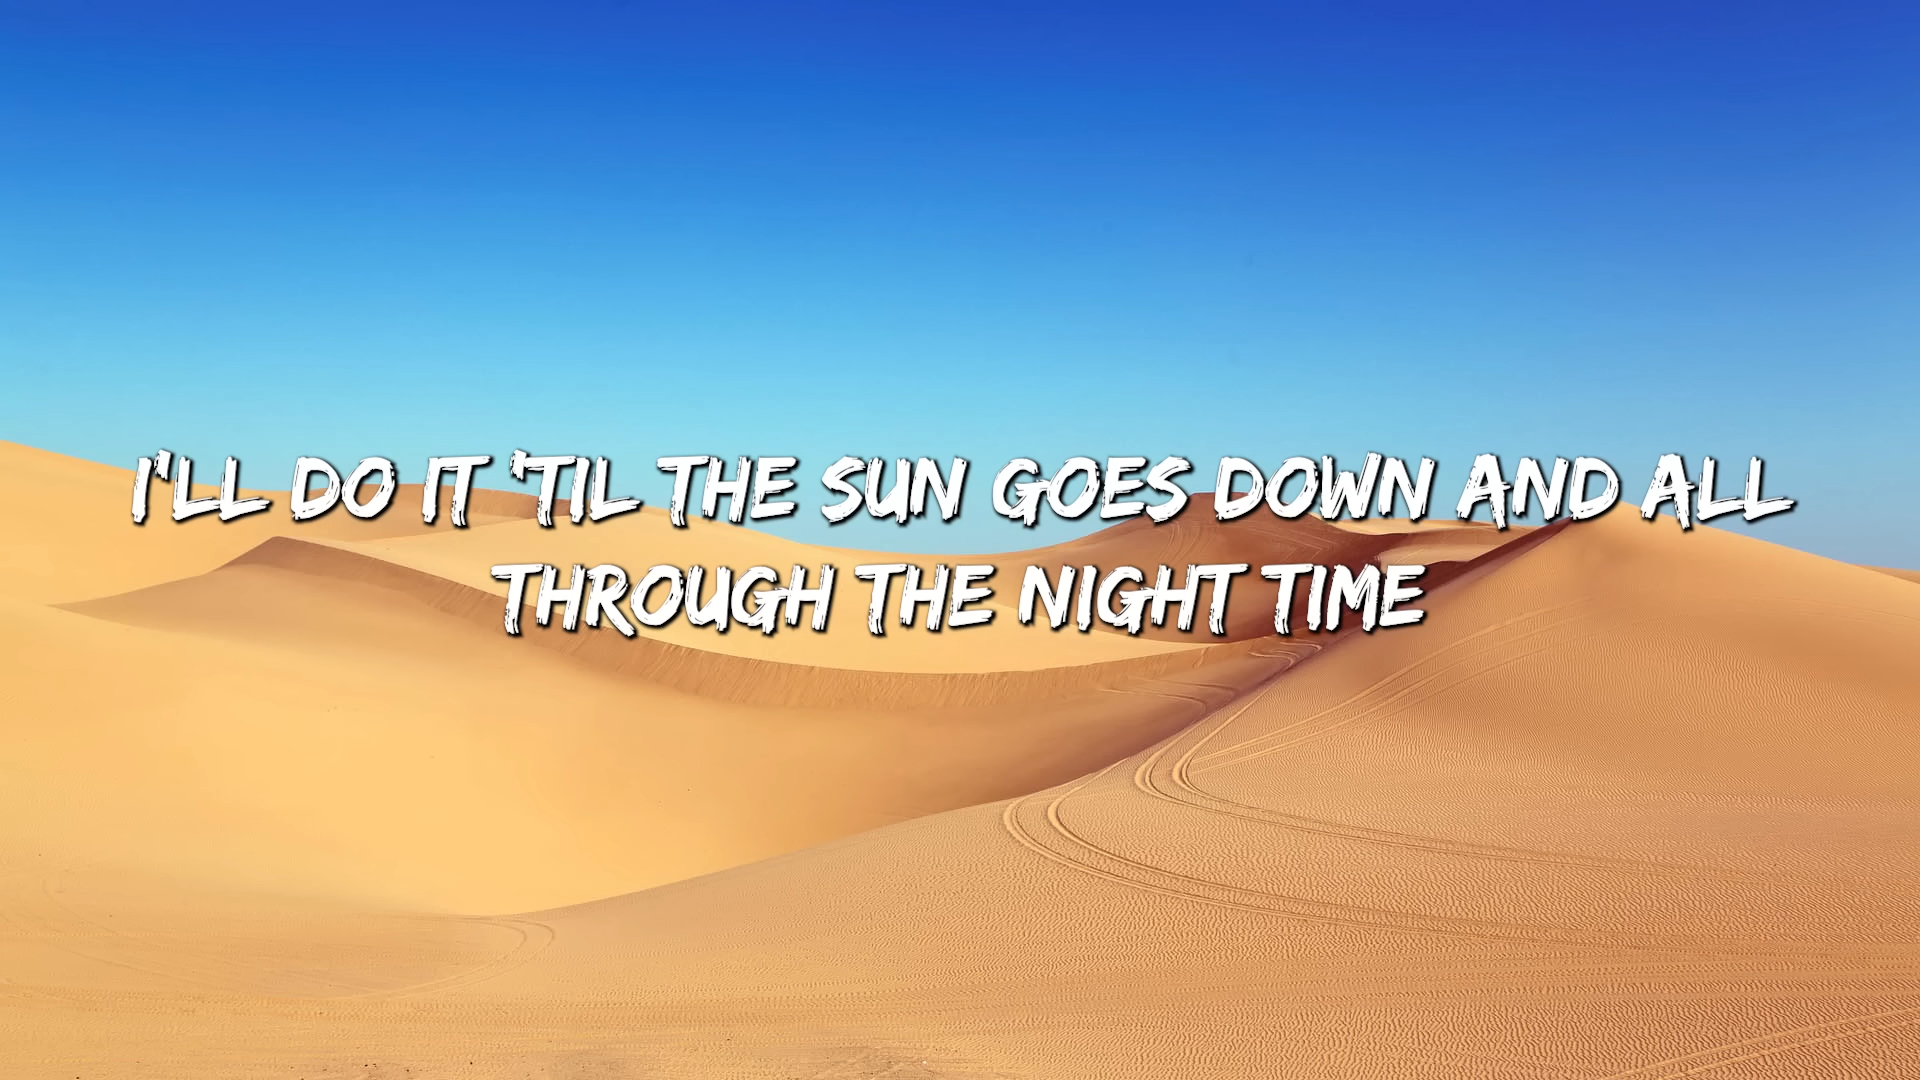 I'LL DO IT 'TIL THE SUN GOES DOWN AND ALL
THROUGH THE NIGHT TIME